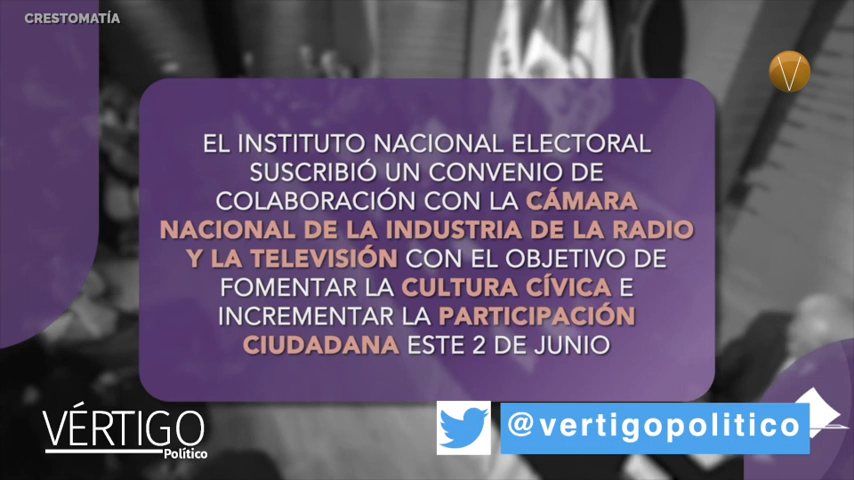 CRESTOMATÍA
V
EL INSTITUTO NACIONAL ELECTORAL
SUSCRIBIÓ UN CONVENIO DE
COLABORACIÓN CON LA CÁMARA
NACIONAL DE LA INDUSTRIA DE LA RADIO
Y LA TELEVISIÓN CON EL OBJETIVO DE
FOMENTAR LA CULTURA CÍVICA E
INCREMENTAR LA PARTICIPACIÓN
CIUDADANA ESTE 2 DE JUNIO
VÉRTIGO
Político
@vertigopolitico